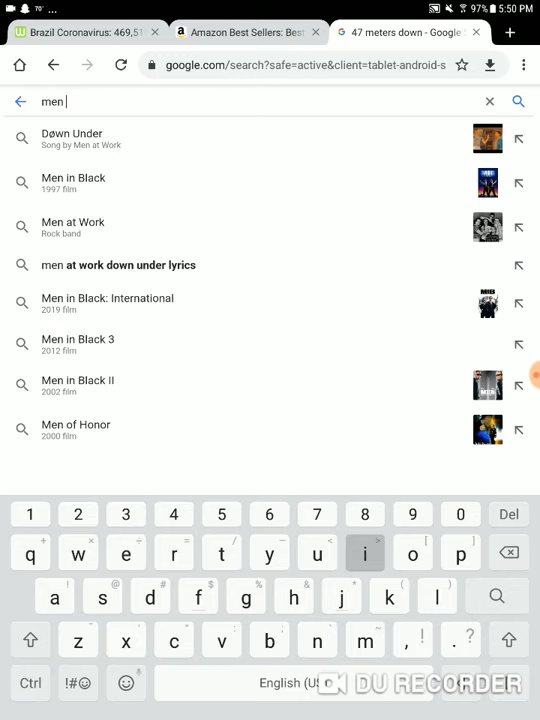 70° 97% 5:50 PM
Brazil Coronavirus: 469,51
Amazon Best Sellers: Best
47 meters down - Google S
google.com/search?safe=active&client=tablet-android-s
men
Døwn Under
Song by Men at Work
Men in Black
1997 film
Men at Work
Rock band
men at work down under lyrics
Men in Black: International
2019 film
Men in Black 3
2012 film
Men in Black II
2002 film
Men of Honor
2000 film
1 2 3 4 5 6 7 8 9 0 Del
q w e r t y u i o p
a s d f g h j k l
z x c v b n m , ! . ?
Ctrl !#☺ English (US)
DU RECORDER